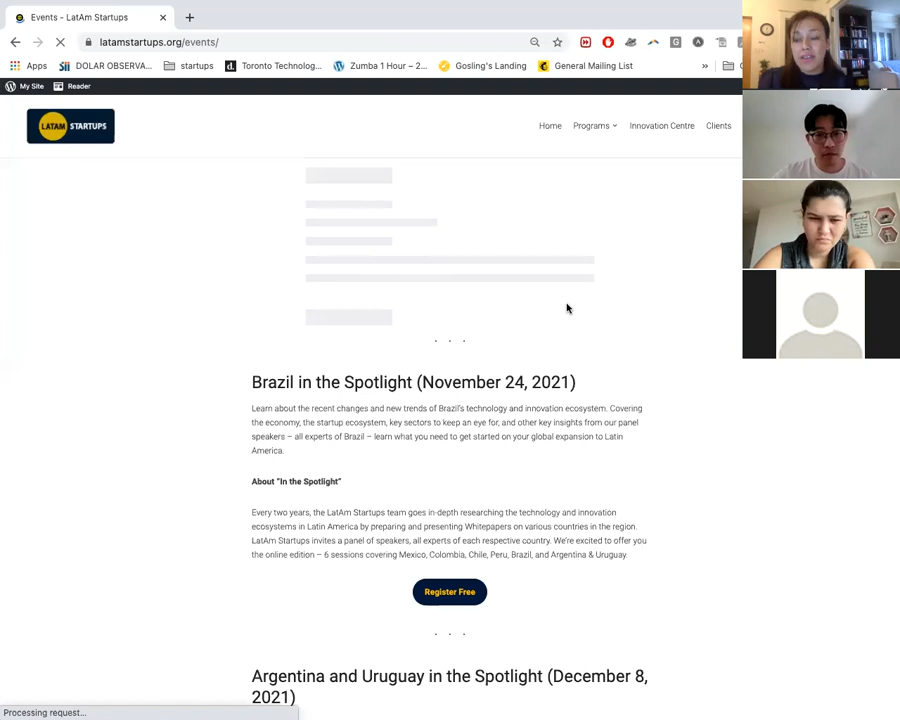 Events - LatAm Startups
latamstartups.org/events/
Apps
DOLAR OBSERVA...
startups
Toronto Technolog...
Zumba 1 Hour – 2...
Gosling's Landing
General Mailing List
»
My Site
Reader
LATAM STARTUPS
Home
Programs
Innovation Centre
Clients
Brazil in the Spotlight (November 24, 2021)
Learn about the recent changes and new trends of Brazil's technology and innovation ecosystem. Covering
the economy, the startup ecosystem, key sectors to keep an eye for, and other key insights from our panel
speakers – all experts of Brazil – learn what you need to get started on your global expansion to Latin
America.
About "In the Spotlight"
Every two years, the LatAm Startups team goes in-depth researching the technology and innovation
ecosystems in Latin America by preparing and presenting Whitepapers on various countries in the region.
LatAm Startups invites a panel of speakers, all experts of each respective country. We're excited to offer you
the online edition – 6 sessions covering Mexico, Colombia, Chile, Peru, Brazil, and Argentina & Uruguay.
Register Free
Argentina and Uruguay in the Spotlight (December 8,
2021)
Processing request...